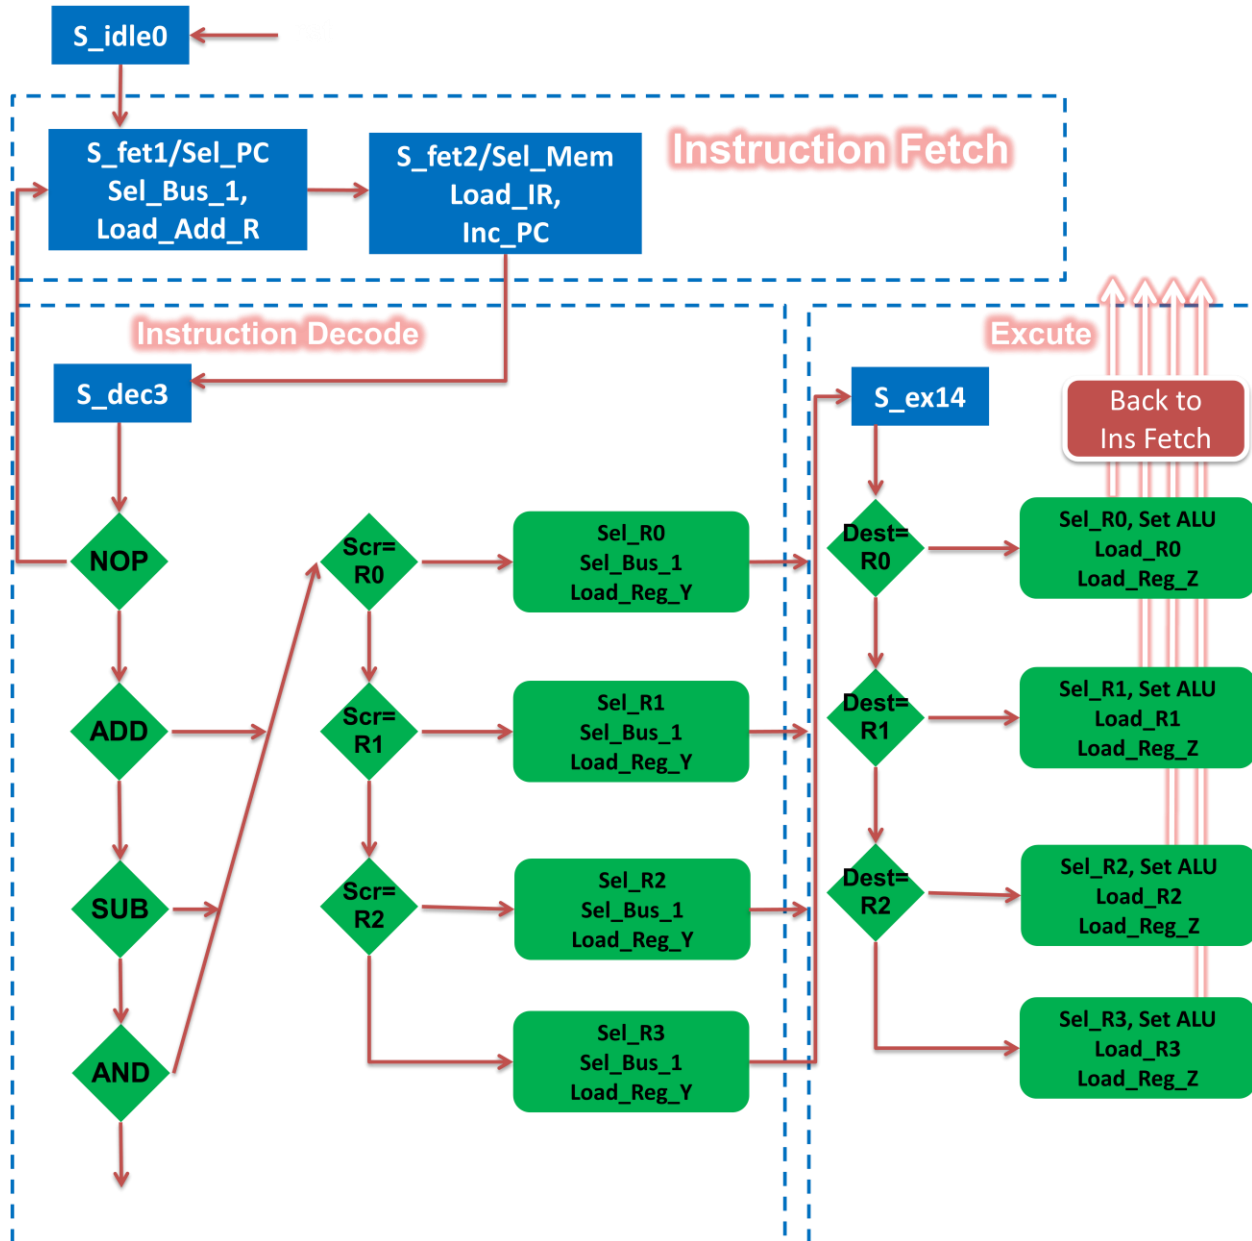 S_idle0
S_fet1/Sel_PC
Sel_Bus_1,
Load_Add_R
S_fet2/Sel_Mem
Load_IR,
Inc_PC
Instruction Fetch
Instruction Decode
S_dec3
NOP
ADD
SUB
AND
Scr=
R0
Scr=
R1
Scr=
R2
Sel_R0
Sel_Bus_1
Load_Reg_Y
Sel_R1
Sel_Bus_1
Load_Reg_Y
Sel_R2
Sel_Bus_1
Load_Reg_Y
Sel_R3
Sel_Bus_1
Load_Reg_Y
Excute
S_ex14
Back to
Ins Fetch
Dest=
R0
Dest=
R1
Dest=
R2
Sel_R0, Set ALU
Load_R0
Load_Reg_Z
Sel_R1, Set ALU
Load_R1
Load_Reg_Z
Sel_R2, Set ALU
Load_R2
Load_Reg_Z
Sel_R3, Set ALU
Load_R3
Load_Reg_Z